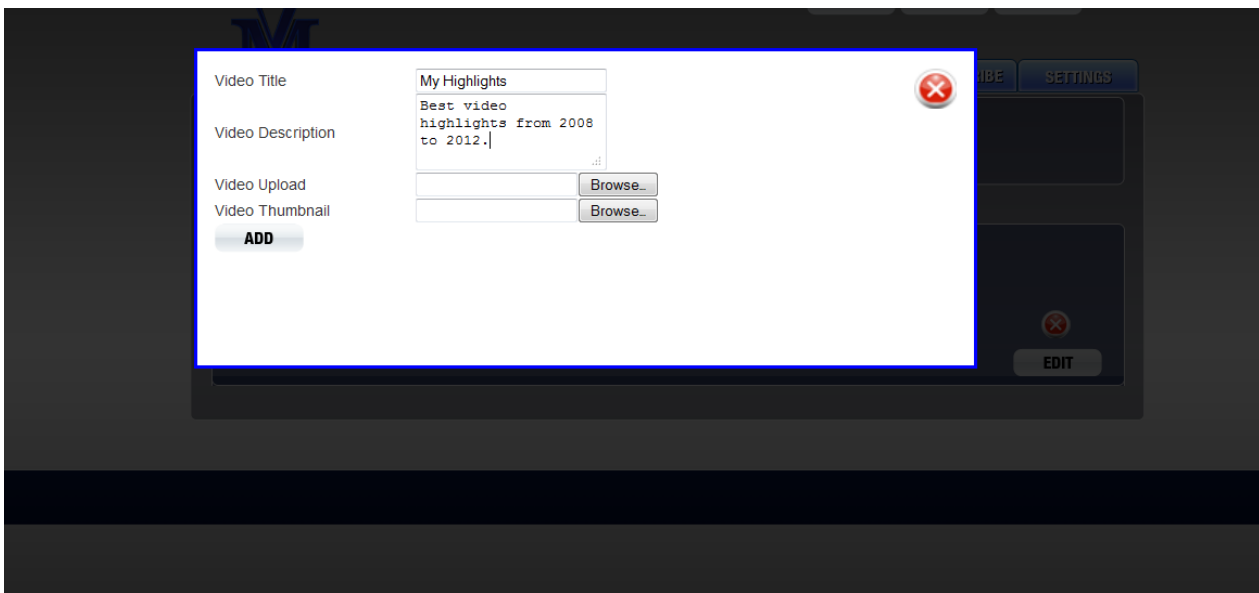 IBE SETTINGS
Video Title My Highlights
Video Description Best video
highlights from 2008
to 2012.
Video Upload Browse...
Video Thumbnail Browse...
ADD
EDIT